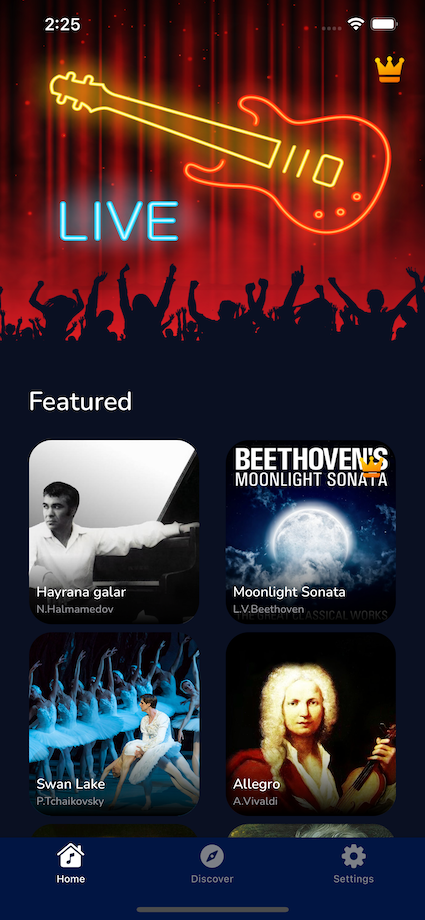 2:25
LIVE
Featured
BEETHOVEN'S
MOONLIGHT SONATA
Hayrana galar
N.Halmamedov
Moonlight Sonata
L.V.Beethoven
THE GREAT CLASSICAL WORKS
Swan Lake
P.Tchaikovsky
Allegro
A.Vivaldi
Home
Discover
Settings